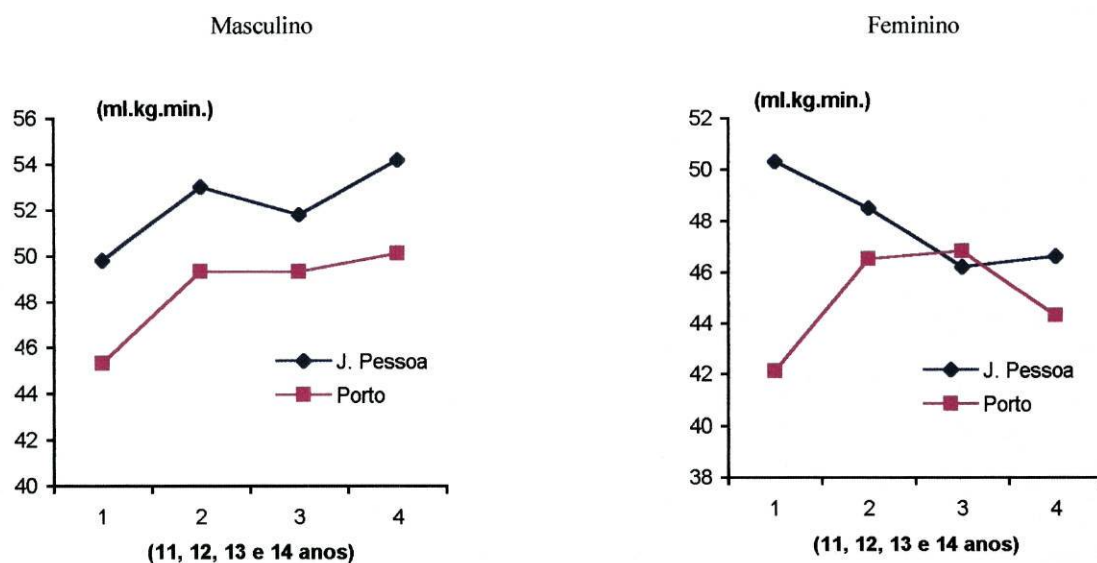 Masculino
(ml.kg.min.)
56
54
52
50
48
46
44
42
40
J. Pessoa
Porto
1 2 3 4
(11, 12, 13 e 14 anos)
Feminino
(ml.kg.min.)
52
50
48
46
44
42
40
38
J. Pessoa
Porto
1 2 3 4
(11, 12, 13 e 14 anos)